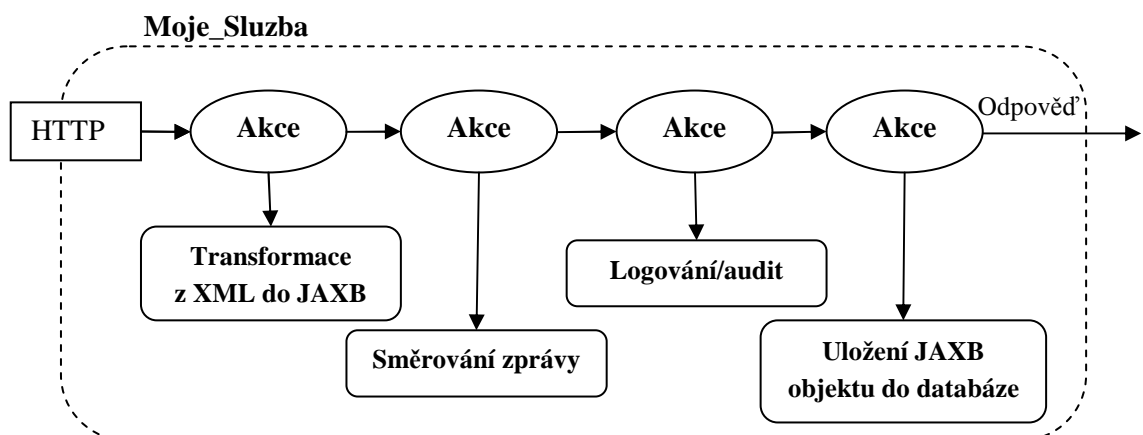 Moje_Sluzba
HTTP
Akce
Akce
Akce
Akce
Odpověď
Transformace
z XML do JAXB
Logování/audit
Směrování zprávy
Uložení JAXB
objektu do databáze